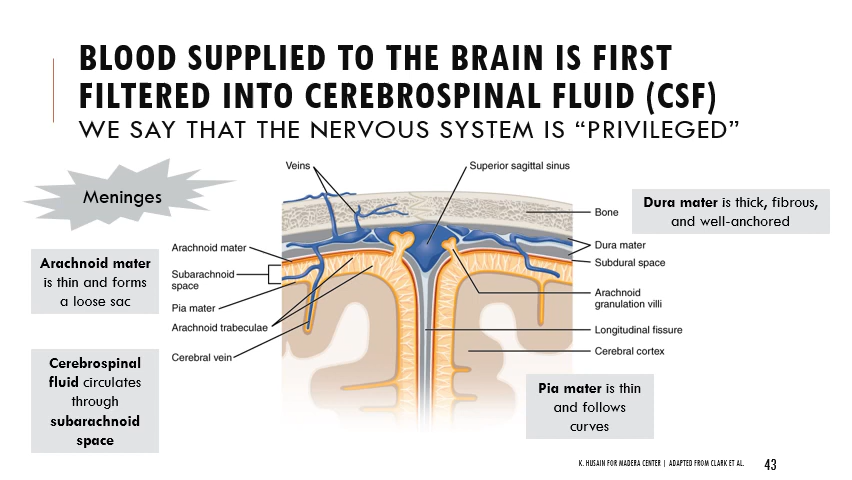 BLOOD SUPPLIED TO THE BRAIN IS FIRST
FILTERED INTO CEREBROSPINAL FLUID (CSF)
WE SAY THAT THE NERVOUS SYSTEM IS “PRIVILEGED”
Meninges
Arachnoid mater
is thin and forms
a loose sac
Cerebrospinal
fluid circulates
through
subarachnoid
space
Veins
Arachnoid mater
Subarachnoid
space
Pia mater
Arachnoid trabeculae
Cerebral vein
Superior sagittal sinus
Bone
Dura mater
Subdural space
Arachnoid
granulation villi
Longitudinal fissure
Cerebral cortex
Dura mater is thick, fibrous,
and well-anchored
Pia mater is thin
and follows
curves
K. HUSAIN FOR MADERA CENTER | ADAPTED FROM CLARK ET AL.
43